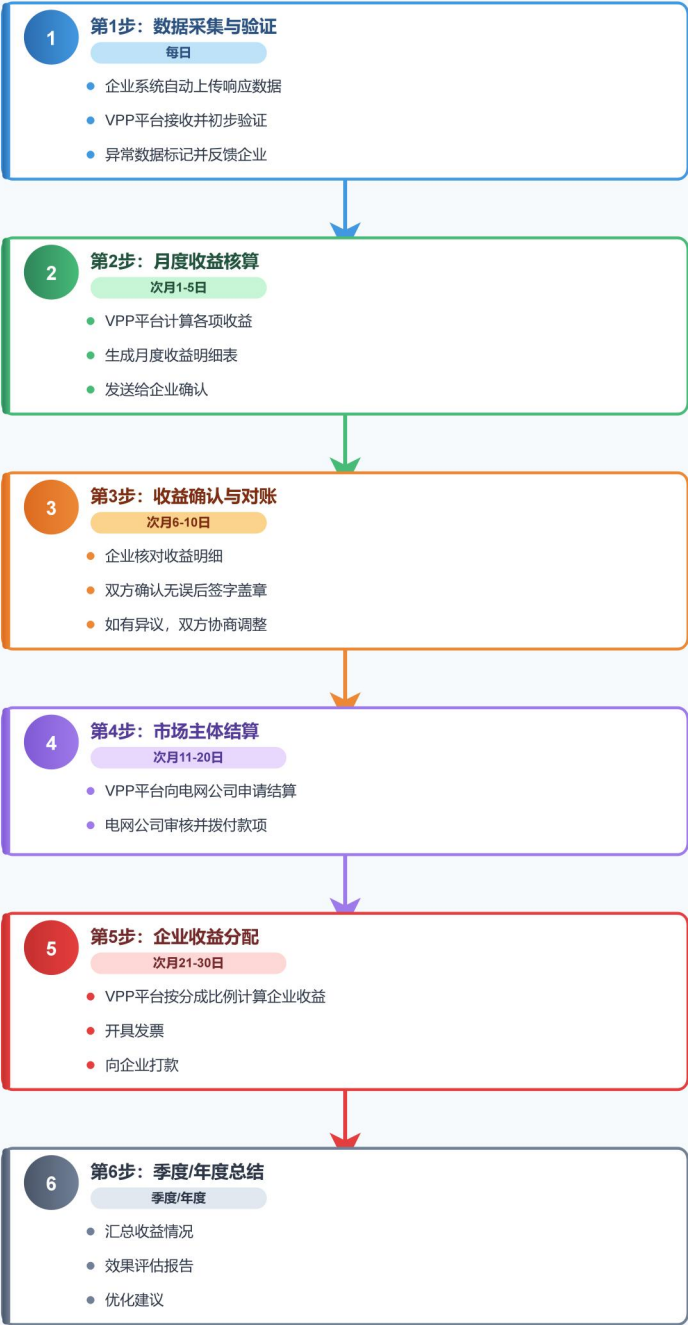 1
第1步：数据采集与验证
每日
企业系统自动上传响应数据
VPP平台接收并初步验证
异常数据标记并反馈企业
2
第2步：月度收益核算
次月1-5日
VPP平台计算各项收益
生成月度收益明细表
发送给企业确认
3
第3步：收益确认与对账
次月6-10日
企业核对收益明细
双方确认无误后签字盖章
如有异议，双方协商调整
4
第4步：市场主体结算
次月11-20日
VPP平台向电网公司申请结算
电网公司审核并拨付款项
5
第5步：企业收益分配
次月21-30日
VPP平台按分成比例计算企业收益
开具发票
向企业打款
6
第6步：季度/年度总结
季度/年度
汇总收益情况
效果评估报告
优化建议